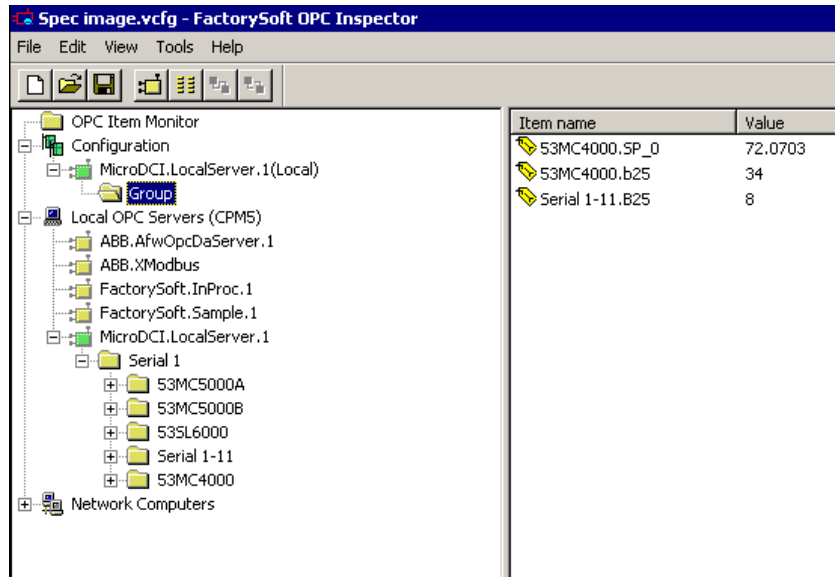 Spec image.vcfg - FactorySoft OPC Inspector
File Edit View Tools Help
OPC Item Monitor
Configuration
MicroDCI.LocalServer.1(Local)
Group
Local OPC Servers (CPM5)
ABB.AfwOpcDaServer.1
ABB.XModbus
FactorySoft.InProc.1
FactorySoft.Sample.1
MicroDCI.LocalServer.1
Serial 1
53MC5000A
53MC5000B
53SL6000
Serial 1-11
53MC4000
Network Computers
Item name Value
53MC4000.SP_0 72.0703
53MC4000.b25 34
Serial 1-11.B25 8